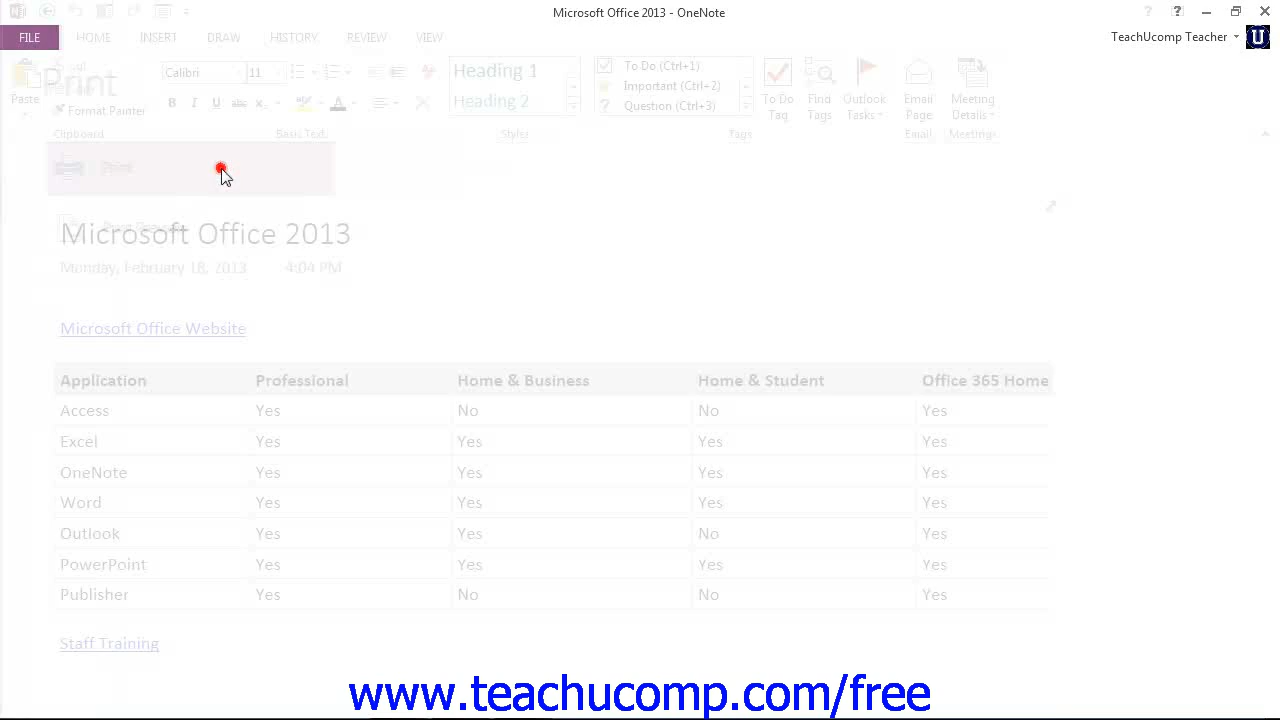 Microsoft Office 2013 - OneNote
FILE HOME INSERT DRAW HISTORY REVIEW VIEW
TeachUcomp Teacher
U
Print
Paste
Format Painter
Clipboard
Calibri 11
B I U abc x
A
Basic Text
Heading 1
Heading 2
Styles
To Do (Ctrl+1)
Important (Ctrl+2)
Question (Ctrl+3)
To Do Tag
Find Tags
Tags
Outlook Tasks
Email Page
Email
Meeting Details
Meetings
Print
Microsoft Office 2013
Monday, February 18, 2013 4:04 PM
Microsoft Office Website
Application Professional Home & Business Home & Student Office 365 Home
Access Yes No No Yes
Excel Yes Yes Yes Yes
OneNote Yes Yes Yes Yes
Word Yes Yes Yes Yes
Outlook Yes Yes No Yes
PowerPoint Yes Yes Yes Yes
Publisher Yes No No Yes
Staff Training
www.teachucomp.com/free